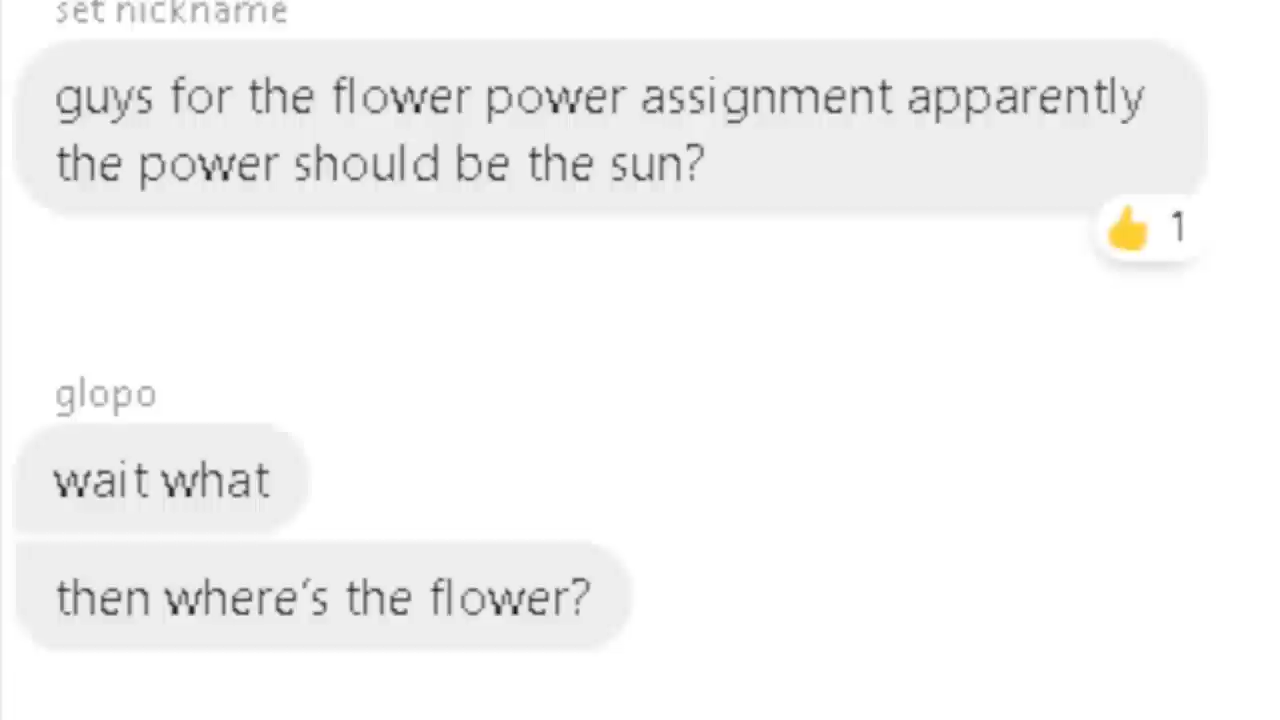 set nickname
guys for the flower power assignment apparently
the power should be the sun?
👍 1
glopo
wait what
then where's the flower?